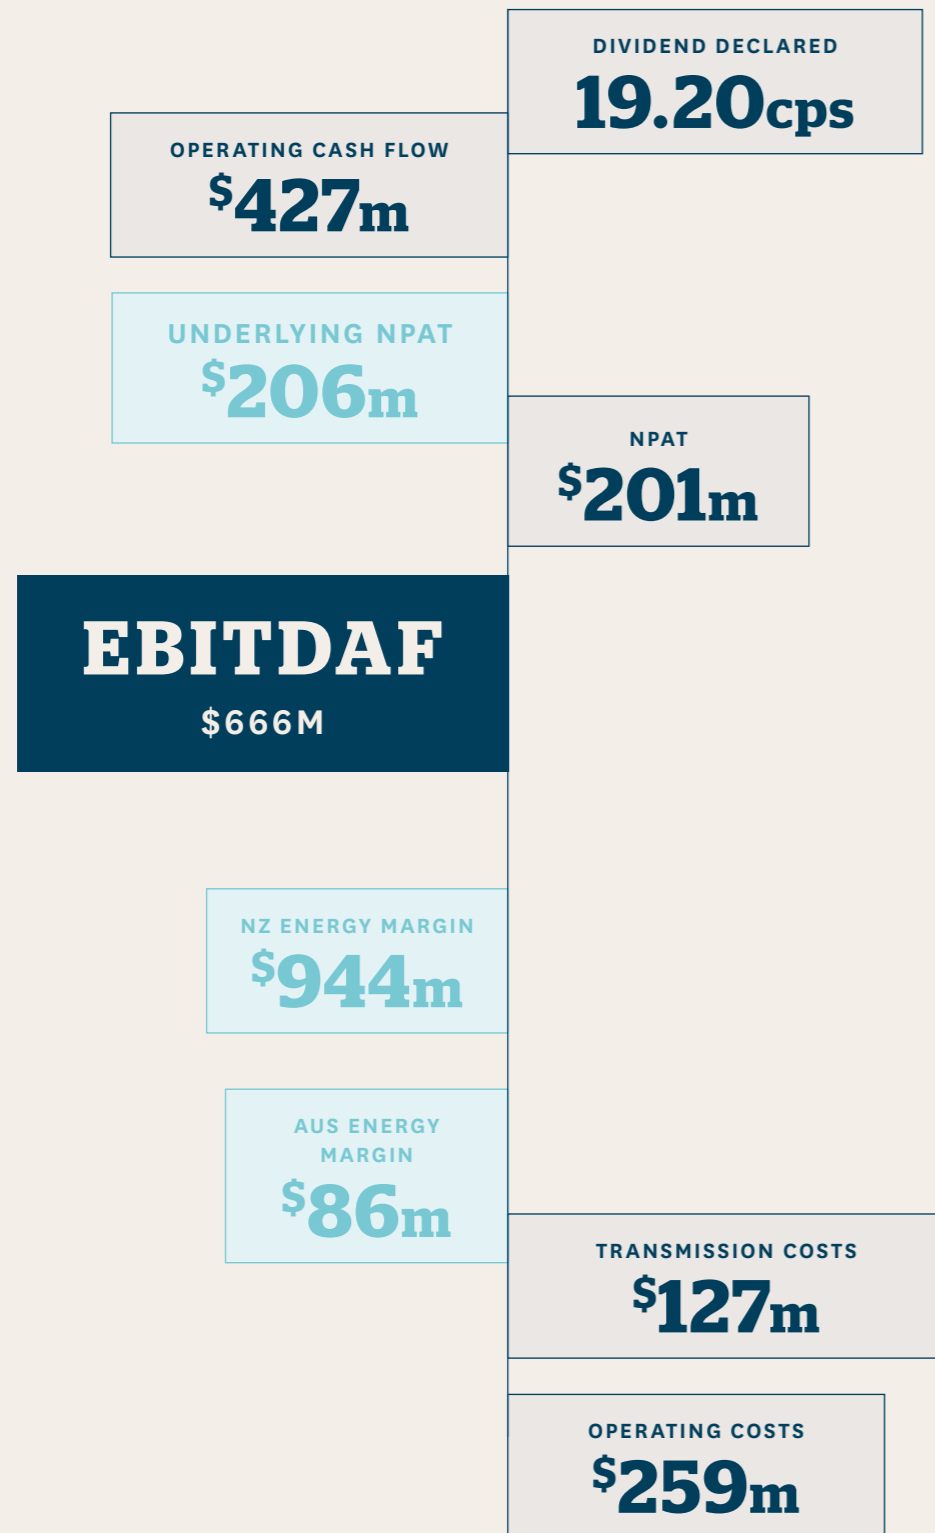 DIVIDEND DECLARED
19.20cps
OPERATING CASH FLOW
$427m
UNDERLYING NPAT
$206m
NPAT
$201m
EBITDAF
$666M
NZ ENERGY MARGIN
$944m
AUS ENERGY
MARGIN
$86m
TRANSMISSION COSTS
$127m
OPERATING COSTS
$259m